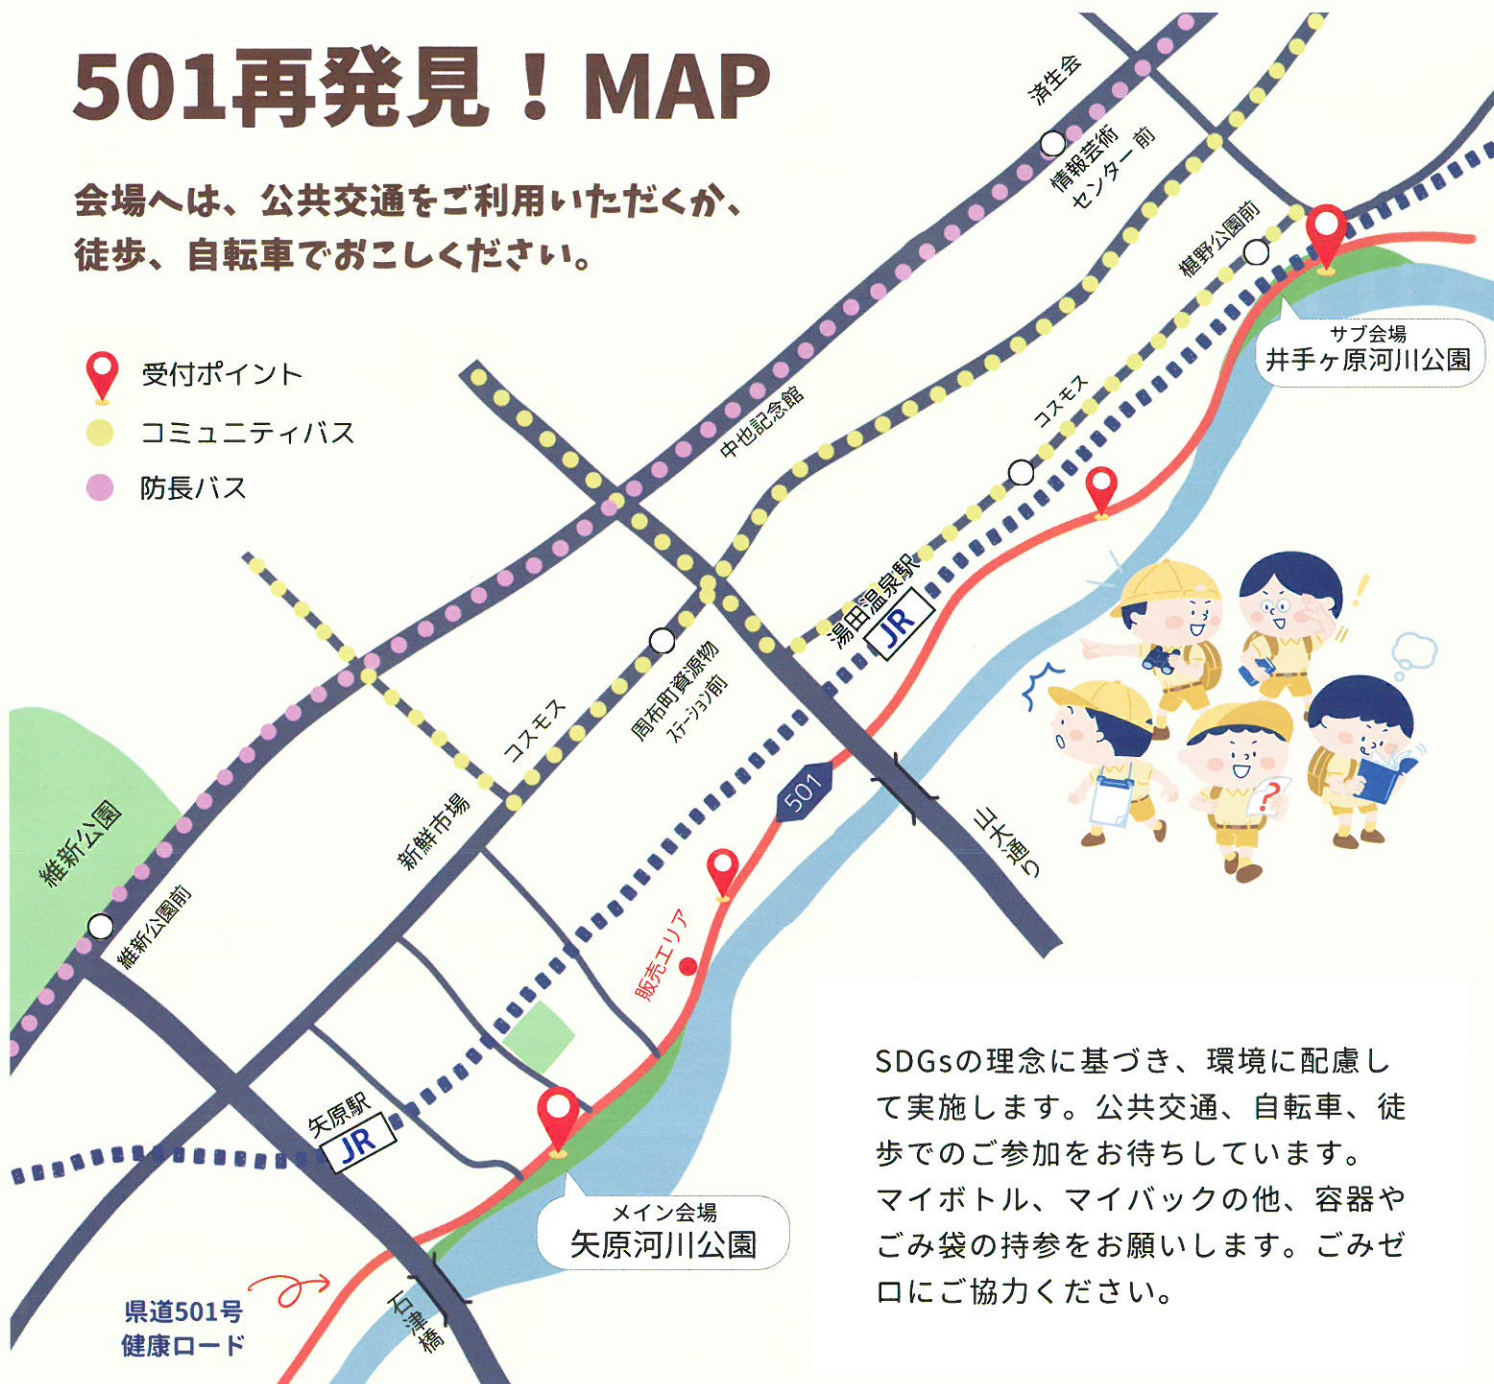 501再発見！MAP
会場へは、公共交通をご利用いただくか、
徒歩、自転車でおこしください。
受付ポイント
コミュニティバス
防長バス
済生会
情報芸術
センター前
椹野公園前
サブ会場
井手ヶ原河川公園
コスモス
中也記念館
湯田温泉駅
JR
周布町資源物
ステーション前
コスモス
501
山大通り
新鮮市場
維新公園
維新公園前
販売エリア
矢原駅
JR
メイン会場
矢原河川公園
石津橋
県道501号
健康ロード
?
SDGsの理念に基づき、環境に配慮し
て実施します。公共交通、自転車、徒
歩でのご参加をお待ちしています。
マイボトル、マイバックの他、容器や
ごみ袋の持参をお願いします。ごみゼ
ロにご協力ください。